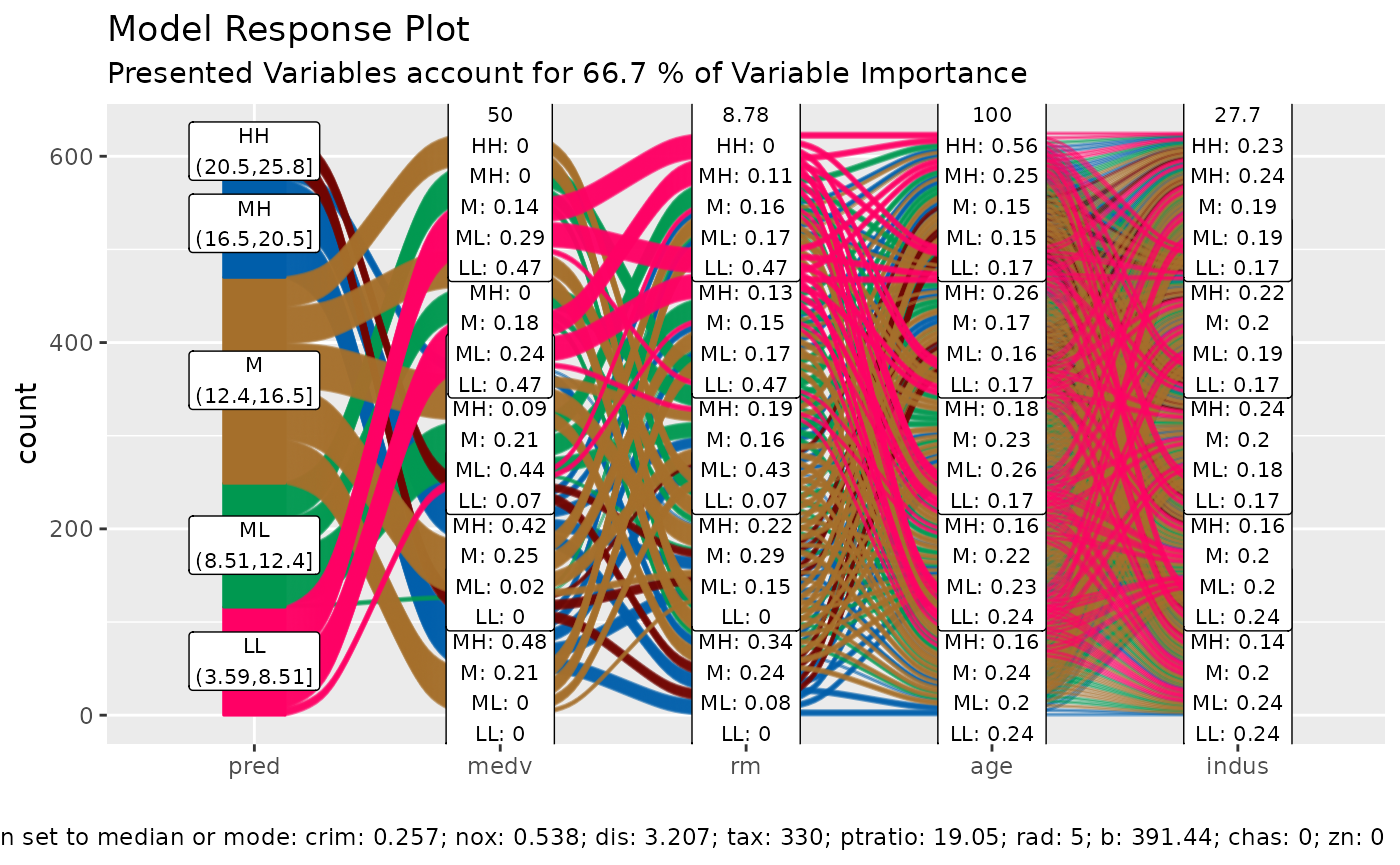 Model Response Plot
Presented Variables account for 66.7 % of Variable Importance
count
600
400
200
0
HH
(20.5,25.8]
MH
(16.5,20.5]
M
(12.4,16.5]
ML
(8.51,12.4]
LL
(3.59,8.51]
50
HH: 0
MH: 0
M: 0.14
ML: 0.29
LL: 0.47
MH: 0
M: 0.18
ML: 0.24
LL: 0.47
MH: 0.09
M: 0.21
ML: 0.44
LL: 0.07
MH: 0.42
M: 0.25
ML: 0.02
LL: 0
MH: 0.48
M: 0.21
ML: 0
LL: 0
8.78
HH: 0
MH: 0.11
M: 0.16
ML: 0.17
LL: 0.47
MH: 0.13
M: 0.15
ML: 0.17
LL: 0.47
MH: 0.19
M: 0.16
ML: 0.43
LL: 0.07
MH: 0.22
M: 0.29
ML: 0.15
LL: 0
MH: 0.34
M: 0.24
ML: 0.08
LL: 0
100
HH: 0.56
MH: 0.25
M: 0.15
ML: 0.15
LL: 0.17
MH: 0.26
M: 0.17
ML: 0.16
LL: 0.17
MH: 0.18
M: 0.23
ML: 0.26
LL: 0.17
MH: 0.16
M: 0.22
ML: 0.23
LL: 0.24
MH: 0.16
M: 0.24
ML: 0.2
LL: 0.24
27.7
HH: 0.23
MH: 0.24
M: 0.19
ML: 0.19
LL: 0.17
MH: 0.22
M: 0.2
ML: 0.19
LL: 0.17
MH: 0.24
M: 0.2
ML: 0.18
LL: 0.17
MH: 0.16
M: 0.2
ML: 0.2
LL: 0.24
MH: 0.14
M: 0.2
ML: 0.24
LL: 0.24
pred
medv
rm
age
indus
n set to median or mode: crim: 0.257; nox: 0.538; dis: 3.207; tax: 330; ptratio: 19.05; rad: 5; b: 391.44; chas: 0; zn: 0